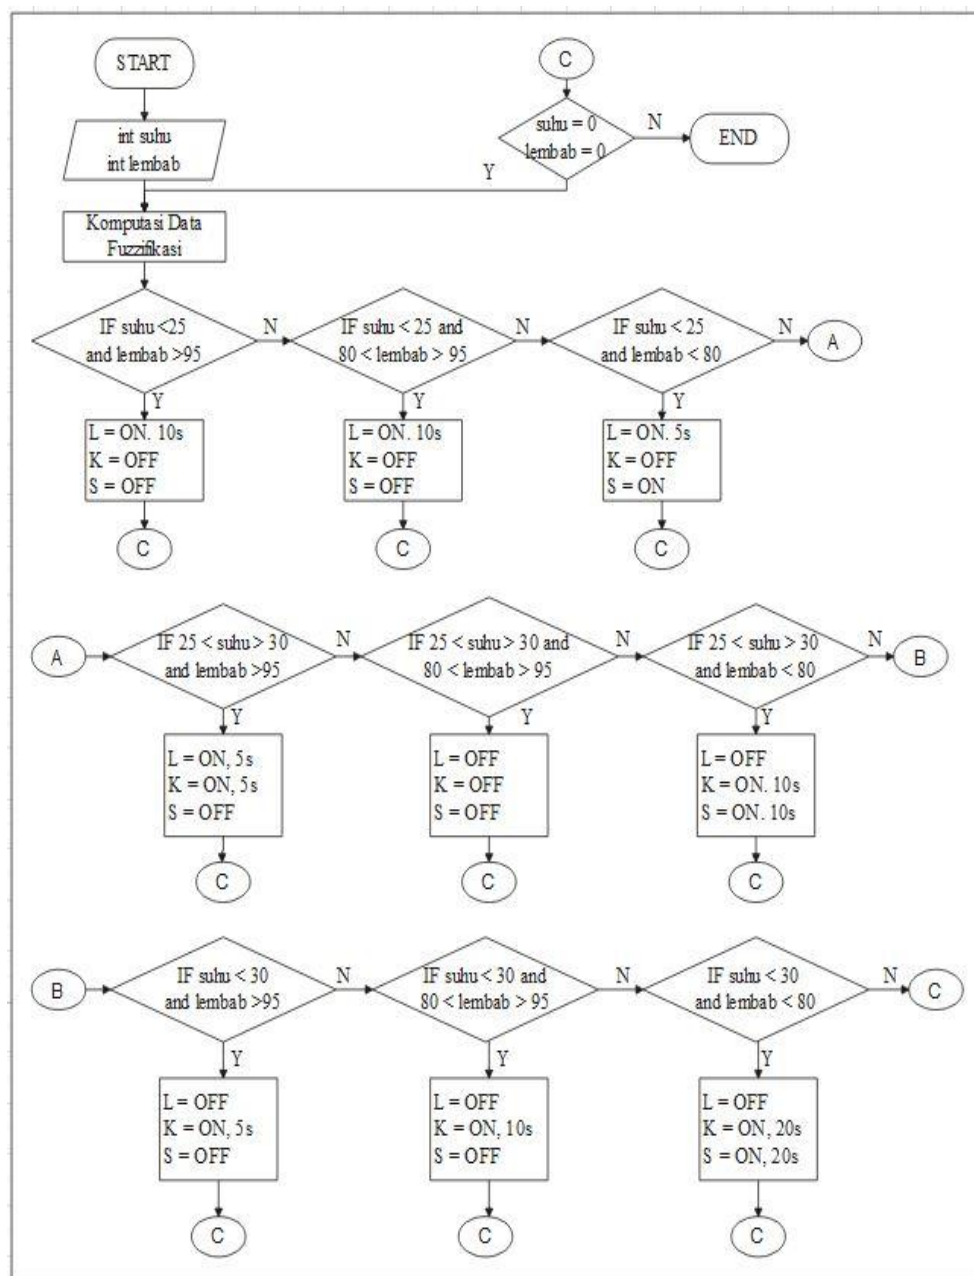 START
int suhu
int lembab
C
suhu = 0
lembab = 0
N
END
Y
Komputasi Data
Fuzzifikasi
IF suhu <25
and lembab >95
N
IF suhu < 25 and
80 < lembab > 95
N
IF suhu < 25
and lembab < 80
N
A
Y
Y
Y
L = ON. 10s
K = OFF
S = OFF
L = ON. 10s
K = OFF
S = OFF
L = ON. 5s
K = OFF
S = ON
C
C
C
A
IF 25 < suhu > 30
and lembab >95
N
IF 25 < suhu > 30 and
80 < lembab > 95
N
IF 25 < suhu > 30
and lembab < 80
N
B
Y
Y
Y
L = ON, 5s
K = ON, 5s
S = OFF
L = OFF
K = OFF
S = OFF
L = OFF
K = ON. 10s
S = ON. 10s
C
C
C
B
IF suhu < 30
and lembab >95
N
IF suhu < 30 and
80 < lembab > 95
N
IF suhu < 30
and lembab < 80
N
C
Y
Y
Y
L = OFF
K = ON, 5s
S = OFF
L = OFF
K = ON, 10s
S = OFF
L = OFF
K = ON, 20s
S = ON, 20s
C
C
C